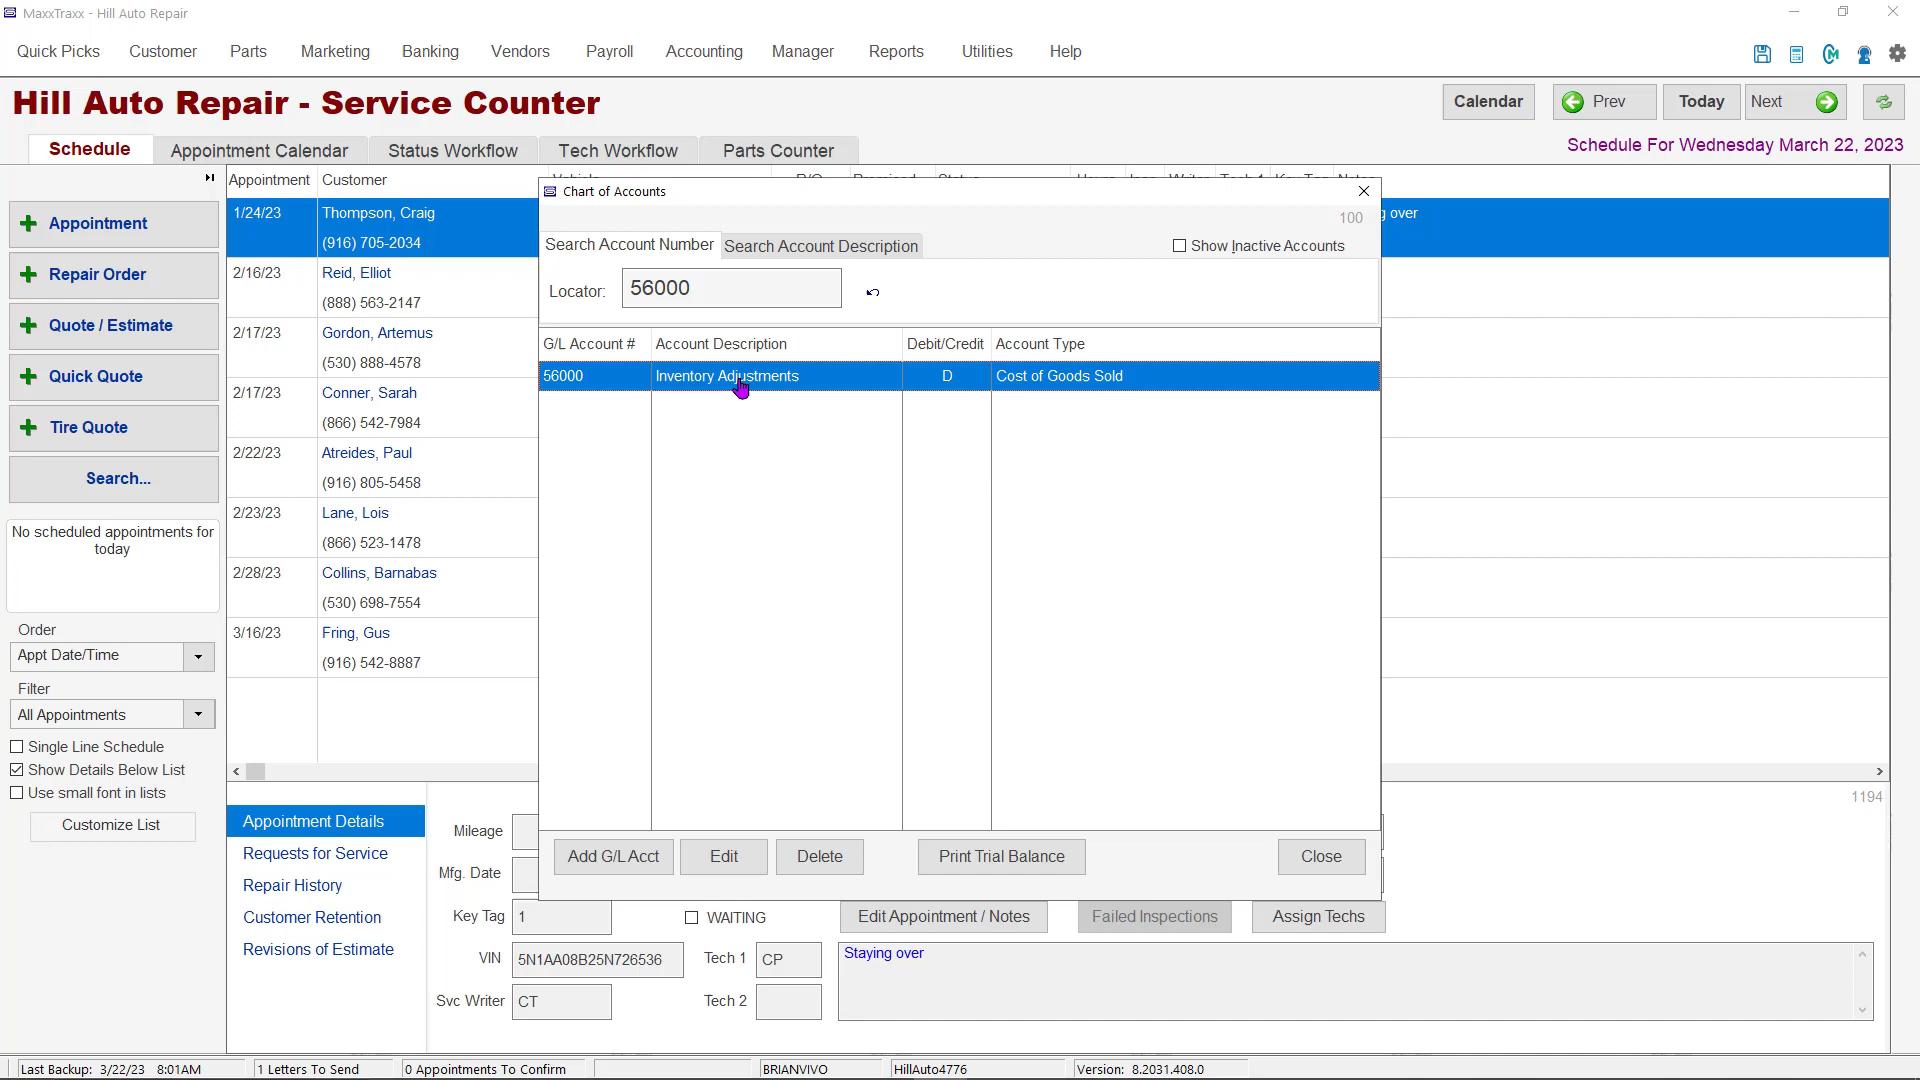 MaxxTraxx - Hill Auto Repair
Quick Picks Customer Parts Marketing Banking Vendors Payroll Accounting Manager Reports Utilities Help
Hill Auto Repair - Service Counter
Calendar Prev Today Next
Schedule Appointment Calendar Status Workflow Tech Workflow Parts Counter
Schedule For Wednesday March 22, 2023
Appointment Customer
Appointment
Repair Order
Quote / Estimate
Quick Quote
Tire Quote
Search...
No scheduled appointments for
today
Order
Appt Date/Time
Filter
All Appointments
Single Line Schedule
Show Details Below List
Use small font in lists
Customize List
1/24/23 Thompson, Craig
(916) 705-2034
2/16/23 Reid, Elliot
(888) 563-2147
2/17/23 Gordon, Artemus
(530) 888-4578
2/17/23 Conner, Sarah
(866) 542-7984
2/22/23 Atreides, Paul
(916) 805-5458
2/23/23 Lane, Lois
(866) 523-1478
2/28/23 Collins, Barnabas
(530) 698-7554
3/16/23 Fring, Gus
(916) 542-8887
over
Chart of Accounts
100
Search Account Number Search Account Description Show Inactive Accounts
Locator: 56000
G/L Account # Account Description Debit/Credit Account Type
56000 Inventory Adjustments D Cost of Goods Sold
Add G/L Acct Edit Delete Print Trial Balance Close
1194
Appointment Details
Requests for Service
Repair History
Customer Retention
Revisions of Estimate
Mileage
Mfg. Date
Key Tag 1 WAITING Edit Appointment / Notes Failed Inspections Assign Techs
VIN 5N1AA08B25N726536 Tech 1 CP Staying over
Svc Writer CT Tech 2
Last Backup: 3/22/23 8:01AM 1 Letters To Send 0 Appointments To Confirm BRIANVIVO HillAuto4776 Version: 8.2031.408.0